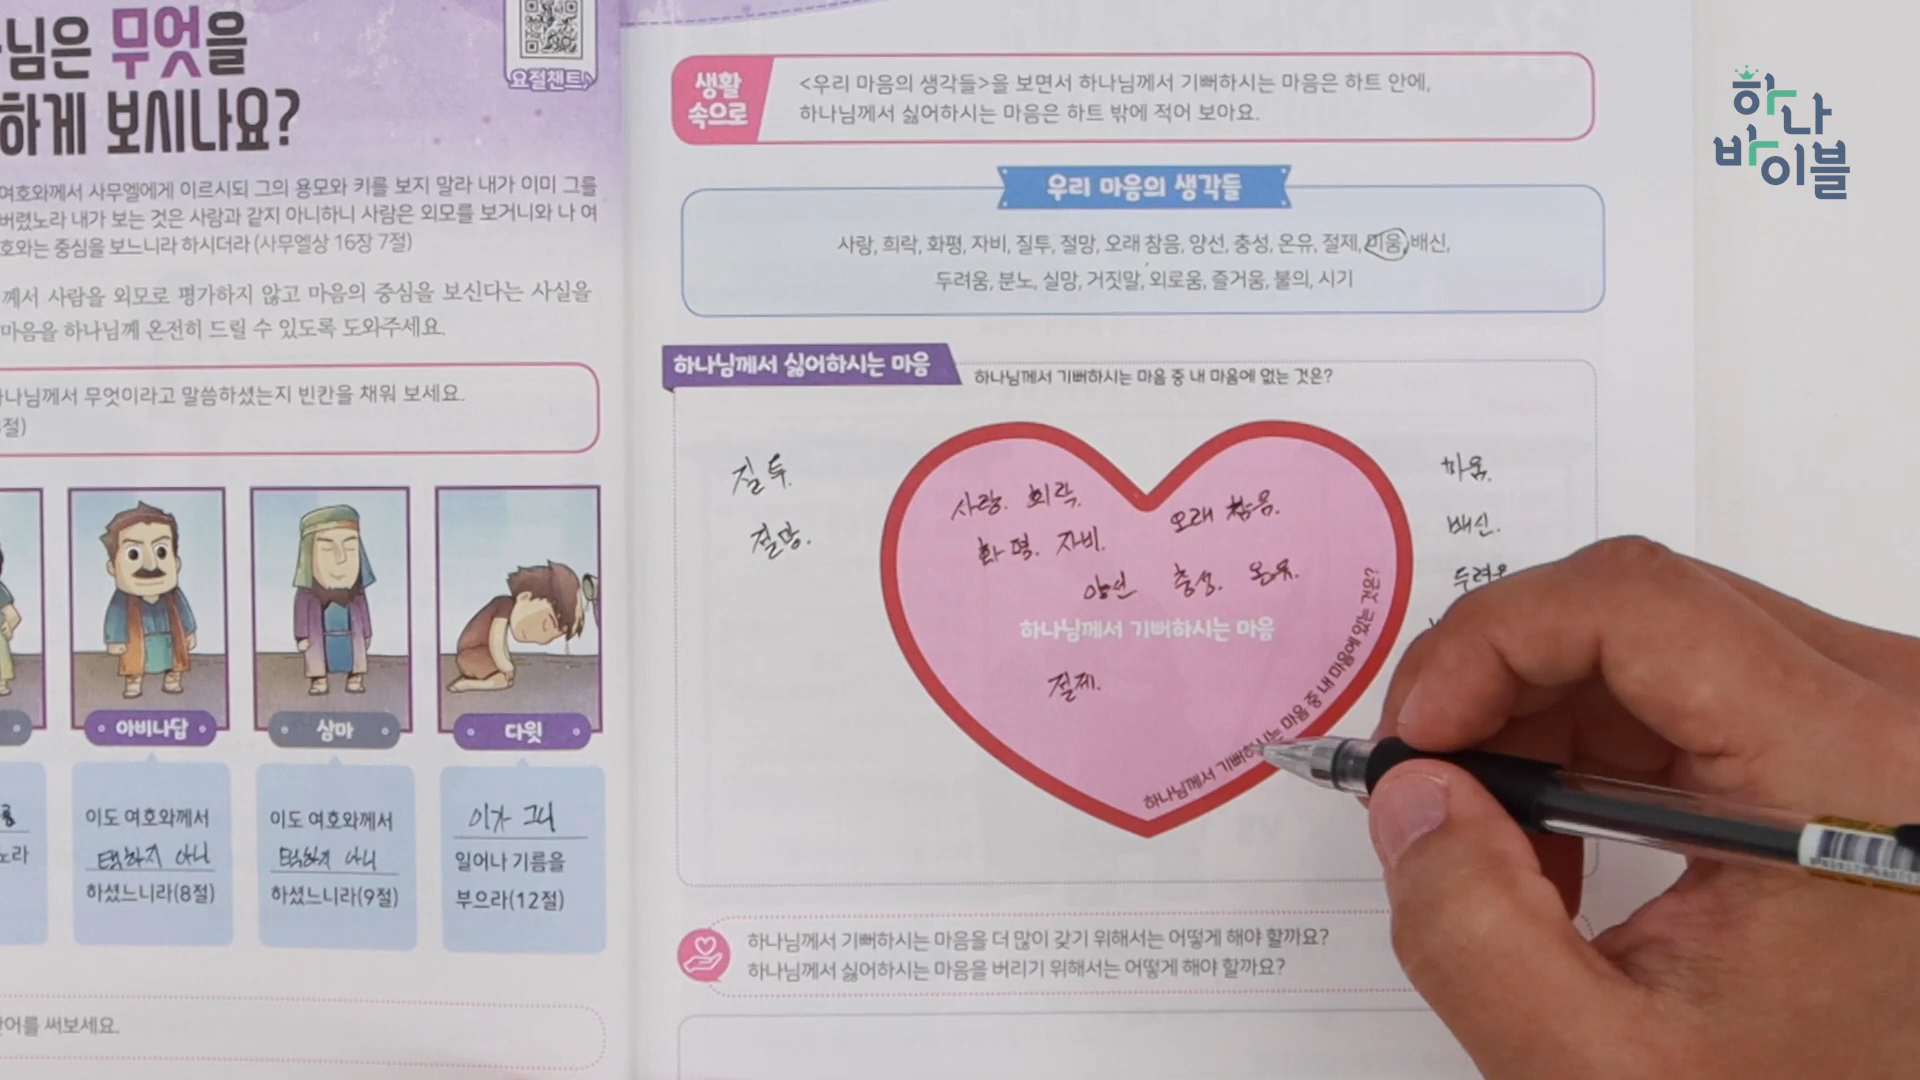 님은 무엇을
하게 보시나요?
요절챈트♪
여호와께서 사무엘에게 이르시되 그의 용모와 키를 보지 말라 내가 이미 그를
버렸노라 내가 보는 것은 사람과 같지 아니하니 사람은 외모를 보거니와 나 여
호와는 중심을 보느니라 하시더라 (사무엘상 16장 7절)
께서 사람을 외모로 평가하지 않고 마음의 중심을 보신다는 사실을
마음을 하나님께 온전히 드릴 수 있도록 도와주세요.
하나님께서 무엇이라고 말씀하셨는지 빈칸을 채워 보세요.
절)
아비나답
삼마
다윗
노라
이도 여호와께서
택하지 아니
하셨느니라(8절)
이도 여호와께서
택하지 아니
하셨느니라(9절)
이가 그니
일어나 기름을
부으라(12절)
단어를 써보세요.
생활
속으로
<우리 마음의 생각들>을 보면서 하나님께서 기뻐하시는 마음은 하트 안에,
하나님께서 싫어하시는 마음은 하트 밖에 적어 보아요.
우리 마음의 생각들
사랑, 희락, 화평, 자비, 질투, 절망, 오래 참음, 양선, 충성, 온유, 절제, 미움, 배신,
두려움, 분노, 실망, 거짓말, 외로움, 즐거움, 불의, 시기
하나님께서 싫어하시는 마음
하나님께서 기뻐하시는 마음 중 내 마음에 없는 것은?
질투.
절망.
사랑. 희락.
오래 참음.
화평. 자비.
양선 충성. 온유.
하나님께서 기뻐하시는 마음
절제.
하나님께서 기뻐하시는 마음 중 내 마음에 있는 것은?
미움.
배신.
두려움
하나님께서 기뻐하시는 마음을 더 많이 갖기 위해서는 어떻게 해야 할까요?
하나님께서 싫어하시는 마음을 버리기 위해서는 어떻게 해야 할까요?
하나
바이블